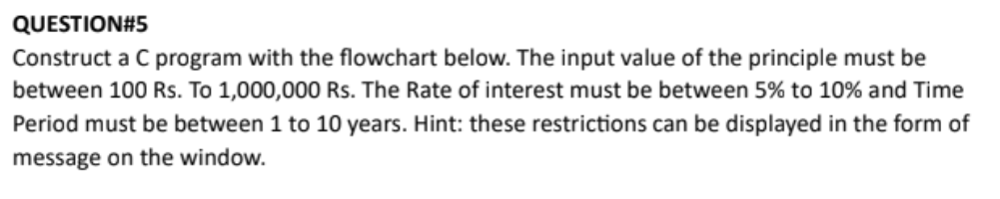 QUESTION#5
Construct a C program with the flowchart below. The input value of the principle must be
between 100 Rs. To 1,000,000 Rs. The Rate of interest must be between 5% to 10% and Time
Period must be between 1 to 10 years. Hint: these restrictions can be displayed in the form of
message on the window.